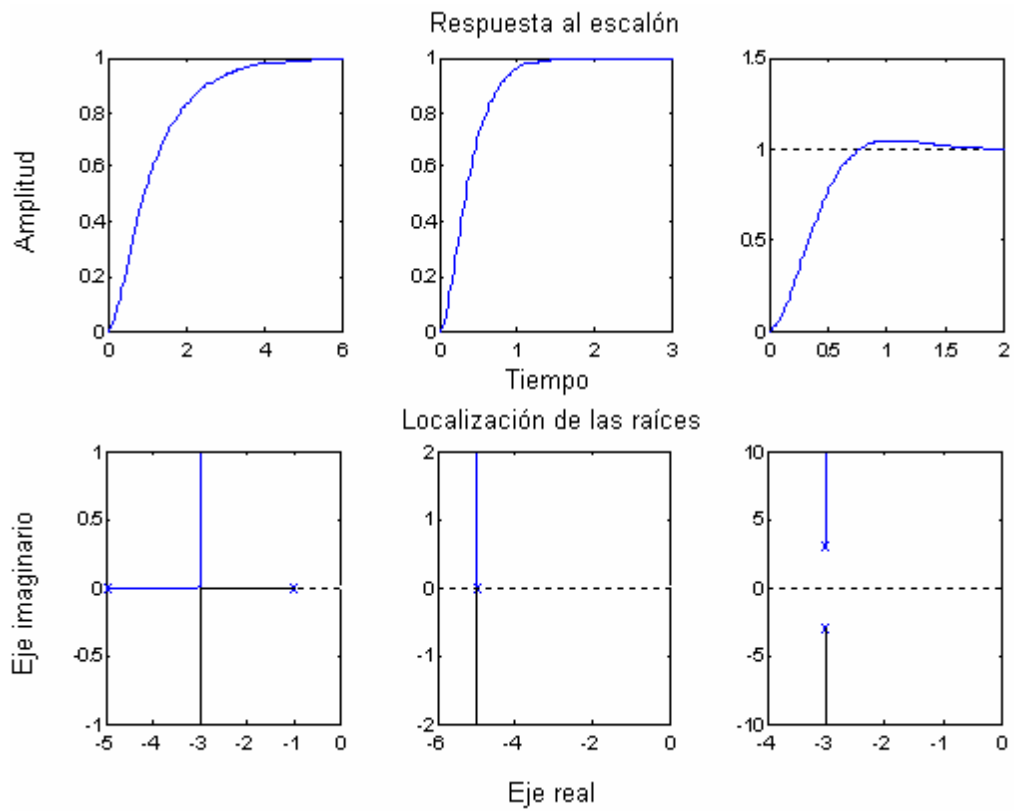 Respuesta al escalón
Amplitud
1
0.8
0.6
0.4
0.2
0
0 2 4 6
1
0.8
0.6
0.4
0.2
0
0 1 2 3
1.5
1
0.5
0
0 0.5 1 1.5 2
Tiempo
Localización de las raíces
Eje imaginario
1
0.5
0
-0.5
-1
-5 -4 -3 -2 -1 0
2
1
0
-1
-2
-6 -4 -2 0
10
5
0
-5
-10
-4 -3 -2 -1 0
Eje real